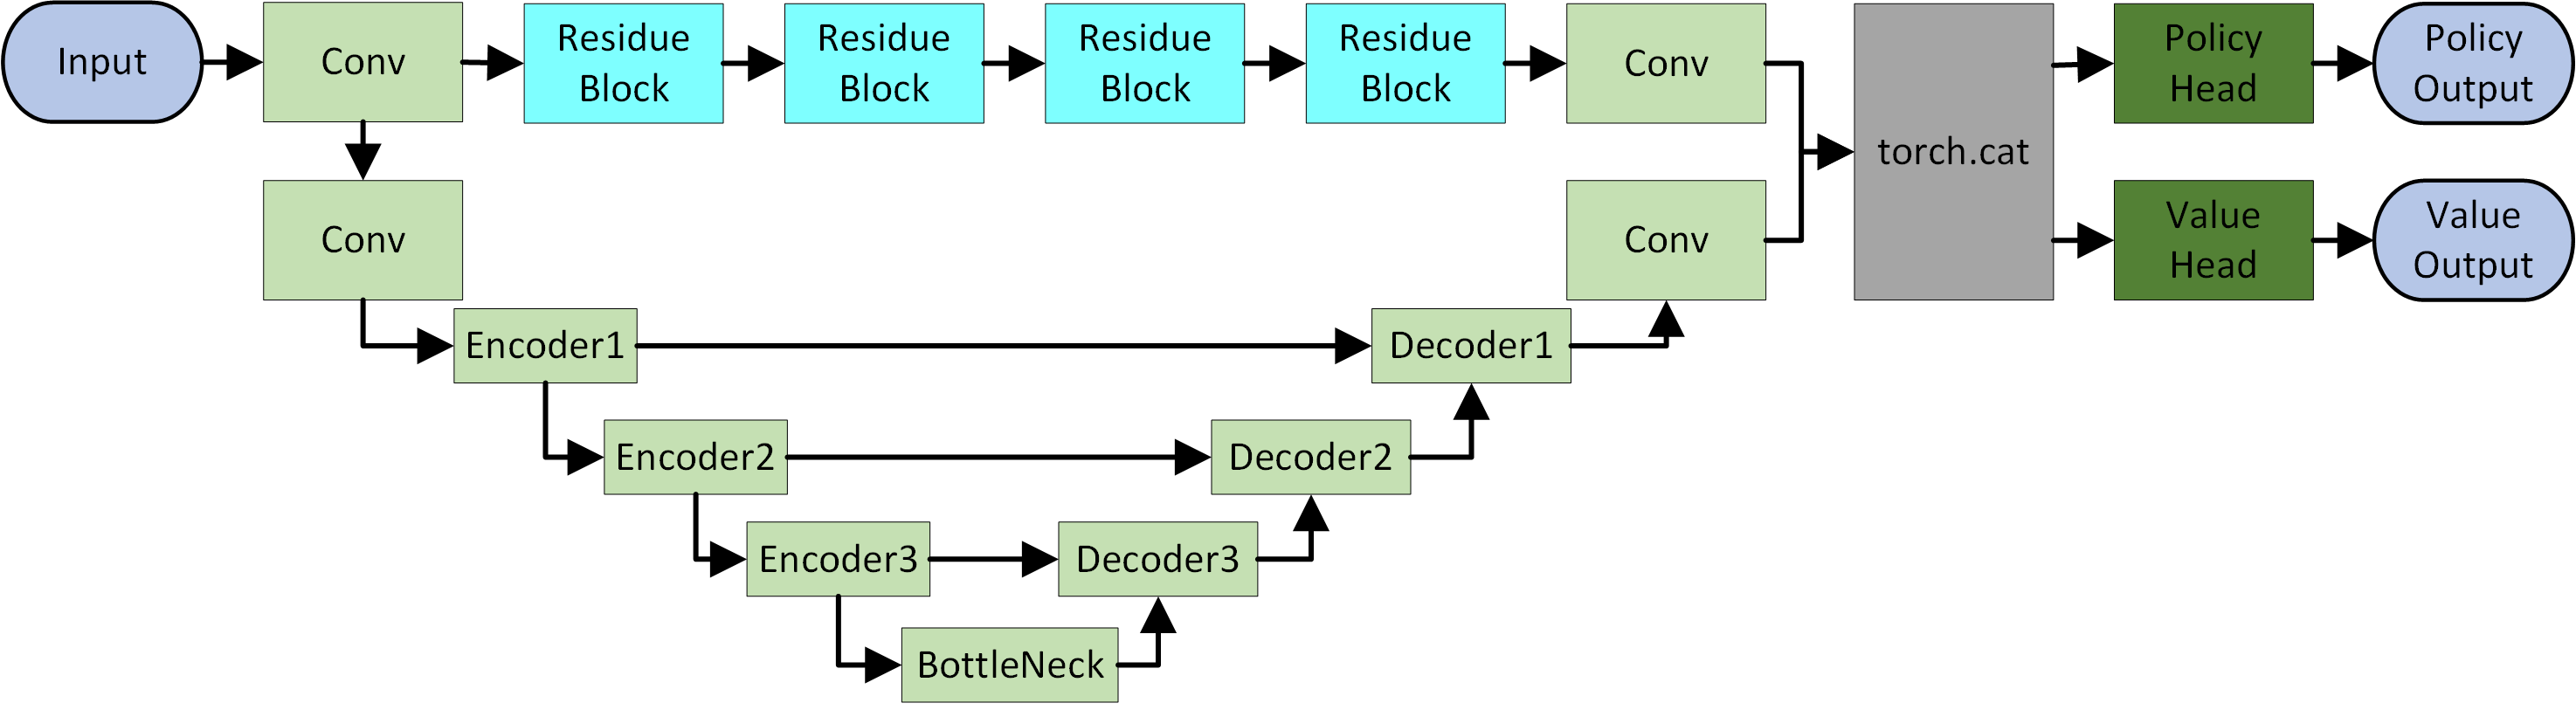 Input
Conv
Residue
Block
Residue
Block
Residue
Block
Residue
Block
Conv
torch.cat
Policy
Head
Policy
Output
Conv
Conv
Value
Head
Value
Output
Encoder1
Decoder1
Encoder2
Decoder2
Encoder3
Decoder3
BottleNeck